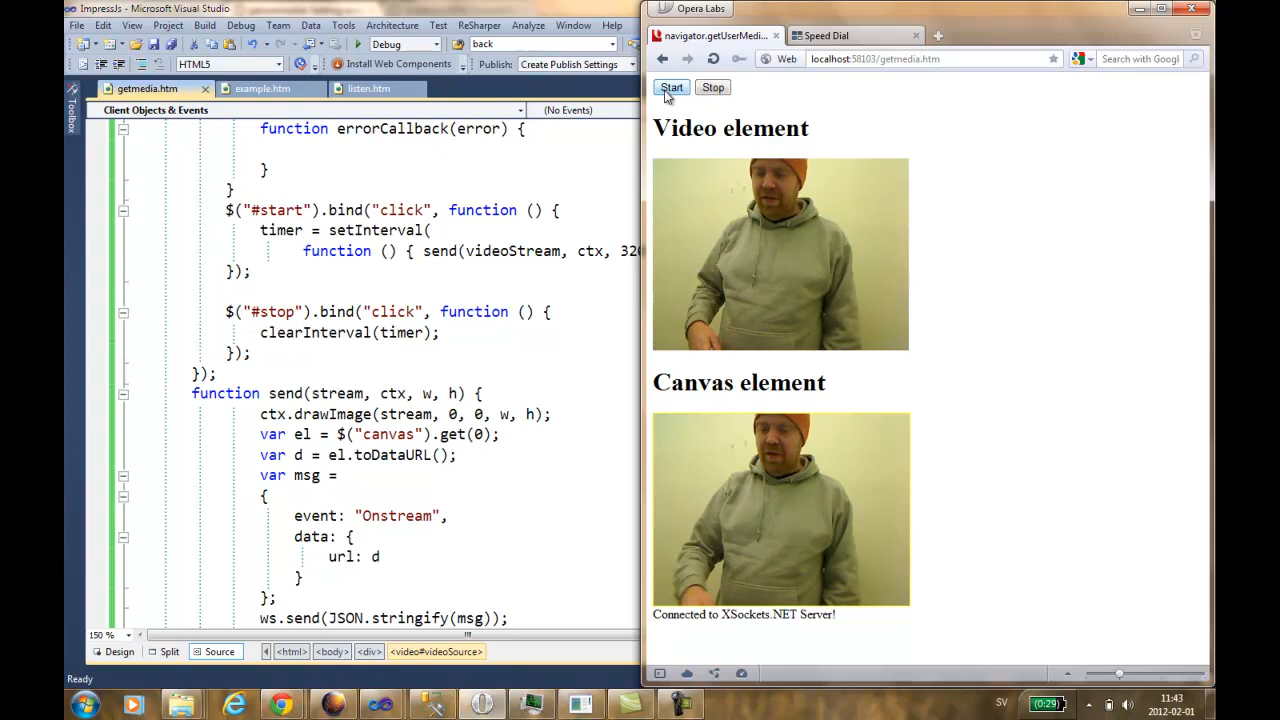 ImpressJs - Microsoft Visual Studio
File Edit View Project Build Debug Team Data Tools Architecture Test ReSharper Analyze Window Help
Debug back
HTML5 Install Web Components Publish: Create Publish Settings
getmedia.htm example.htm listen.htm
Client Objects & Events (No Events)
Toolbox
function errorCallback(error) {
}
}
$("#start").bind("click", function () {
timer = setInterval(
function () { send(videoStream, ctx, 320
});
$("#stop").bind("click", function () {
clearInterval(timer);
});
});
function send(stream, ctx, w, h) {
ctx.drawImage(stream, 0, 0, w, h);
var el = $("canvas").get(0);
var d = el.toDataURL();
var msg =
{
event: "Onstream",
data: {
url: d
}
};
ws.send(JSON.stringify(msg));
150 %
Design Split Source <html> <body> <div> <video#videoSource>
Ready
Opera Labs
navigator.getUserMedi... Speed Dial
Web localhost:58103/getmedia.htm Search with Googl
Start Stop
Video element
Canvas element
Connected to XSockets.NET Server!
SV (0:29) 11:43
2012-02-01